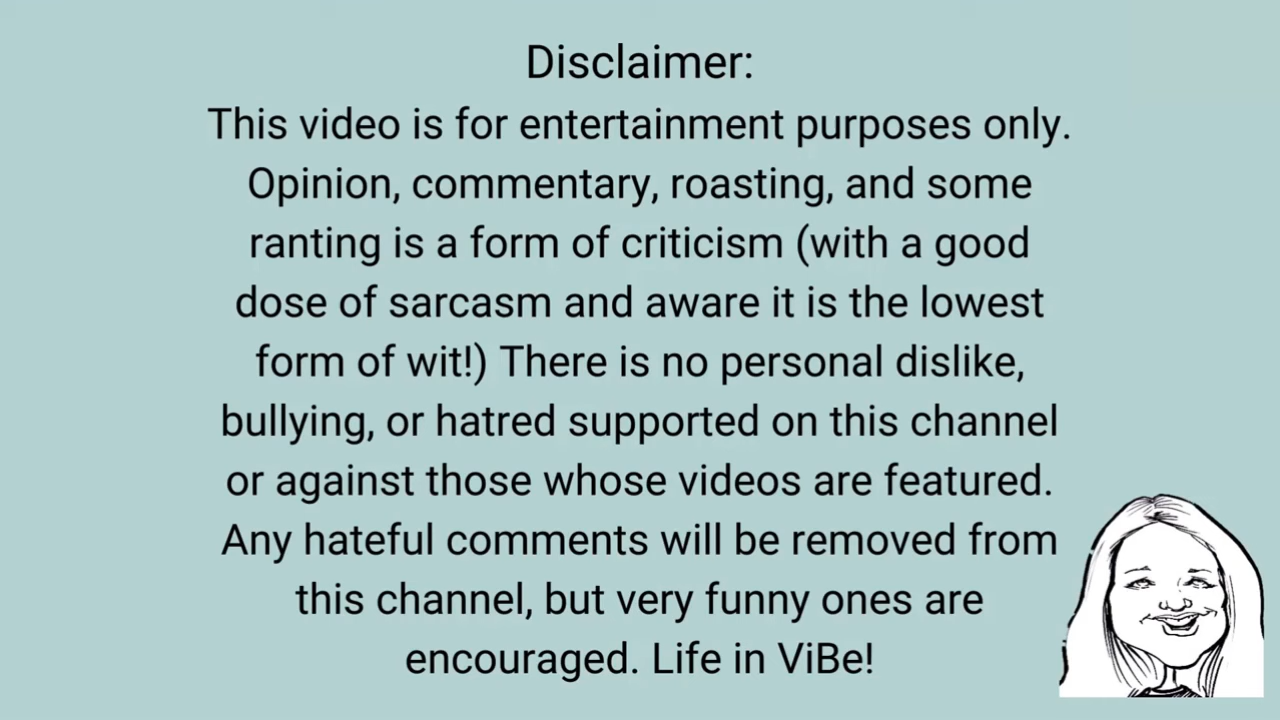 Disclaimer:
This video is for entertainment purposes only.
Opinion, commentary, roasting, and some
ranting is a form of criticism (with a good
dose of sarcasm and aware it is the lowest
form of wit!) There is no personal dislike,
bullying, or hatred supported on this channel
or against those whose videos are featured.
Any hateful comments will be removed from
this channel, but very funny ones are
encouraged. Life in ViBe!